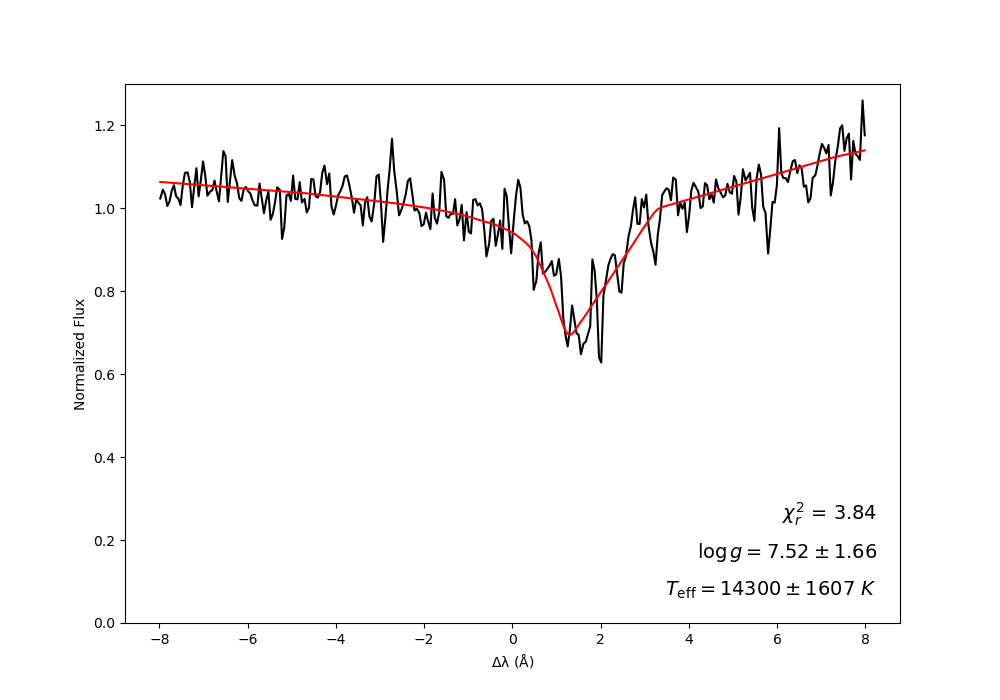 1.2
1.0
0.8
0.6
0.4
0.2
0.0
Normalized Flux
χ²ᵣ = 3.84
log g = 7.52 ± 1.66
T_eff = 14300 ± 1607 K
−8 −6 −4 −2 0 2 4 6 8
Δλ (Å)